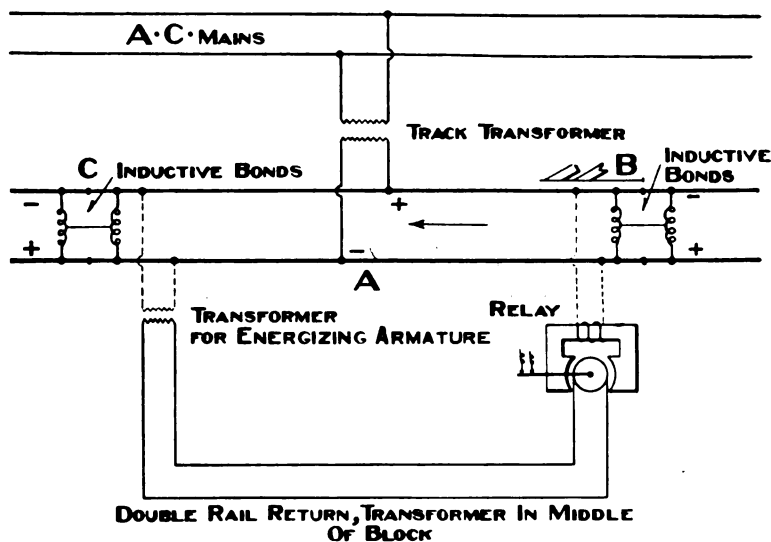 A·C·MAINS
TRACK TRANSFORMER
C INDUCTIVE BONDS
B INDUCTIVE
BONDS
- + - -
+ - +
A
TRANSFORMER
FOR ENERGIZING ARMATURE
RELAY
DOUBLE RAIL RETURN, TRANSFORMER IN MIDDLE
OF BLOCK